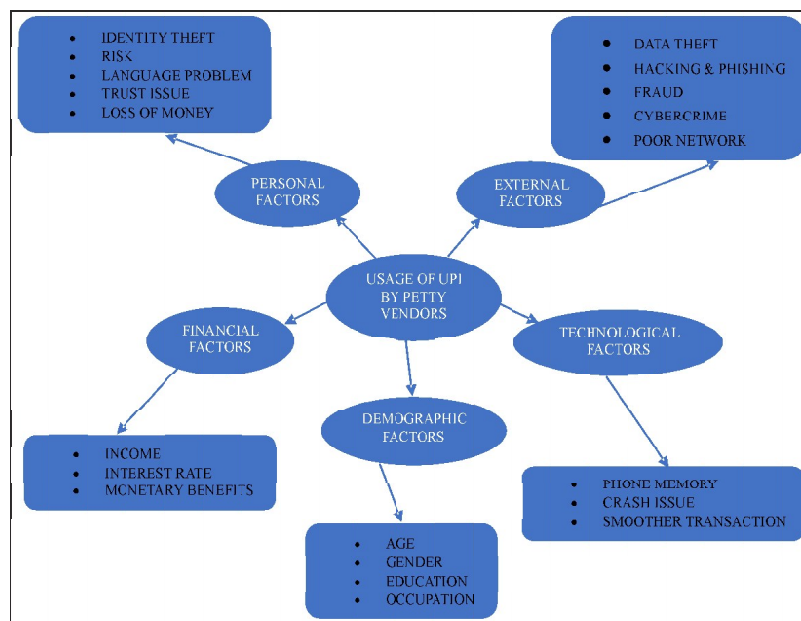 IDENTITY THEFT
RISK
LANGUAGE PROBLEM
TRUST ISSUE
LOSS OF MONEY
DATA THEFT
HACKING & PHISHING
FRAUD
CYBERCRIME
POOR NETWORK
PERSONAL
FACTORS
EXTERNAL
FACTORS
USAGE OF UPI
BY PETTY
VENDORS
FINANCIAL
FACTORS
TECHNOLOGICAL
FACTORS
DEMOGRAPHIC
FACTORS
INCOME
INTEREST RATE
MONETARY BENEFITS
PHONE MEMORY
CRASH ISSUE
SMOOTHER TRANSACTION
AGE
GENDER
EDUCATION
OCCUPATION